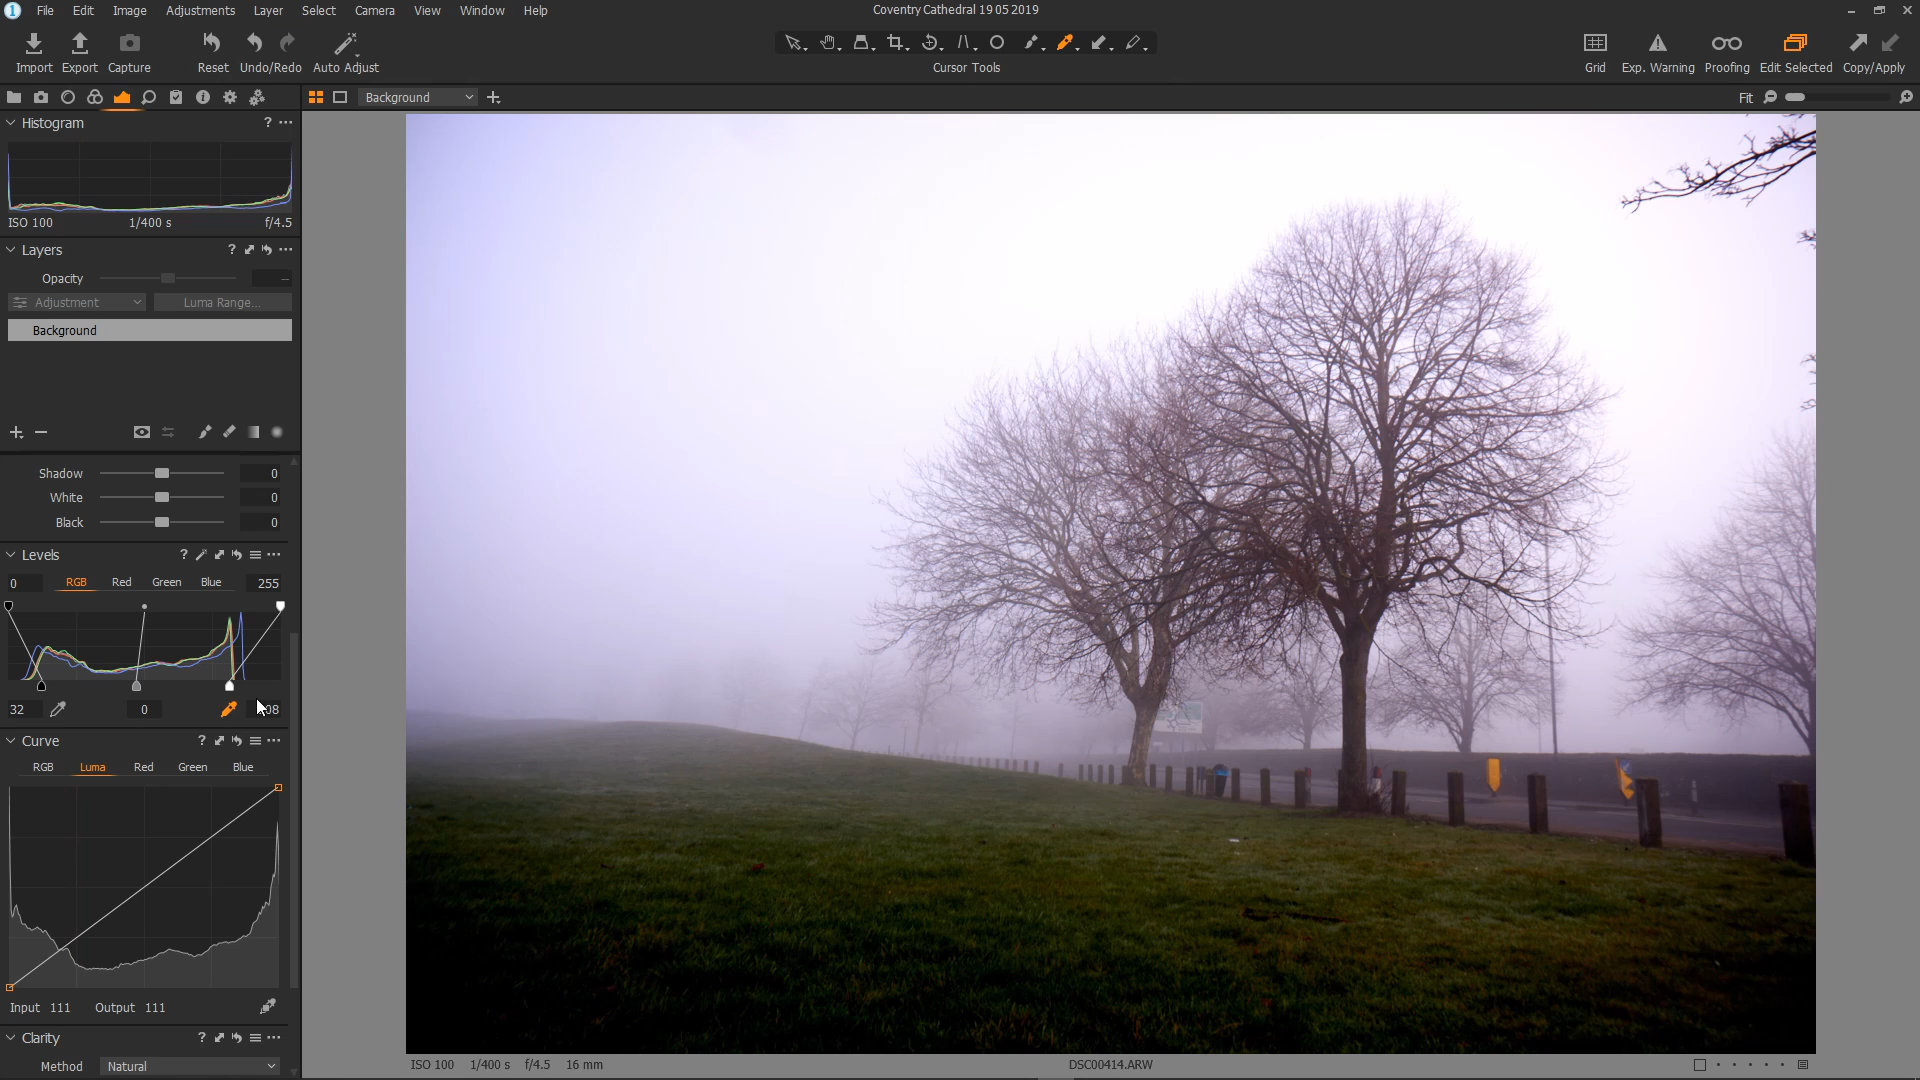 1 File Edit Image Adjustments Layer Select Camera View Window Help Coventry Cathedral 19 05 2019
Import Export Capture Reset Undo/Redo Auto Adjust Cursor Tools Grid Exp. Warning Proofing Edit Selected Copy/Apply
Background Fit
Histogram ?
ISO 100 1/400 s f/4.5
Layers ?
Opacity --
Adjustment Luma Range...
Background
Shadow 0
White 0
Black 0
Levels ?
0 RGB Red Green Blue 255
32 0 08
Curve ?
RGB Luma Red Green Blue
Input 111 Output 111
Clarity ?
Method Natural
ISO 100 1/400 s f/4.5 16 mm DSC00414.ARW